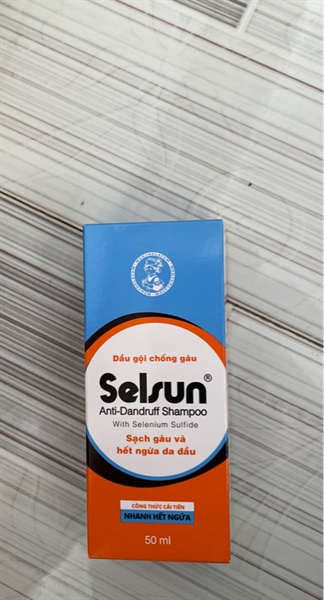 Dầu gội chống gàu
Selsun®
Anti-Dandruff Shampoo
With Selenium Sulfide
Sạch gàu và
hết ngứa da đầu
CÔNG THỨC CẢI TIẾN
NHANH HẾT NGỨA
50 ml